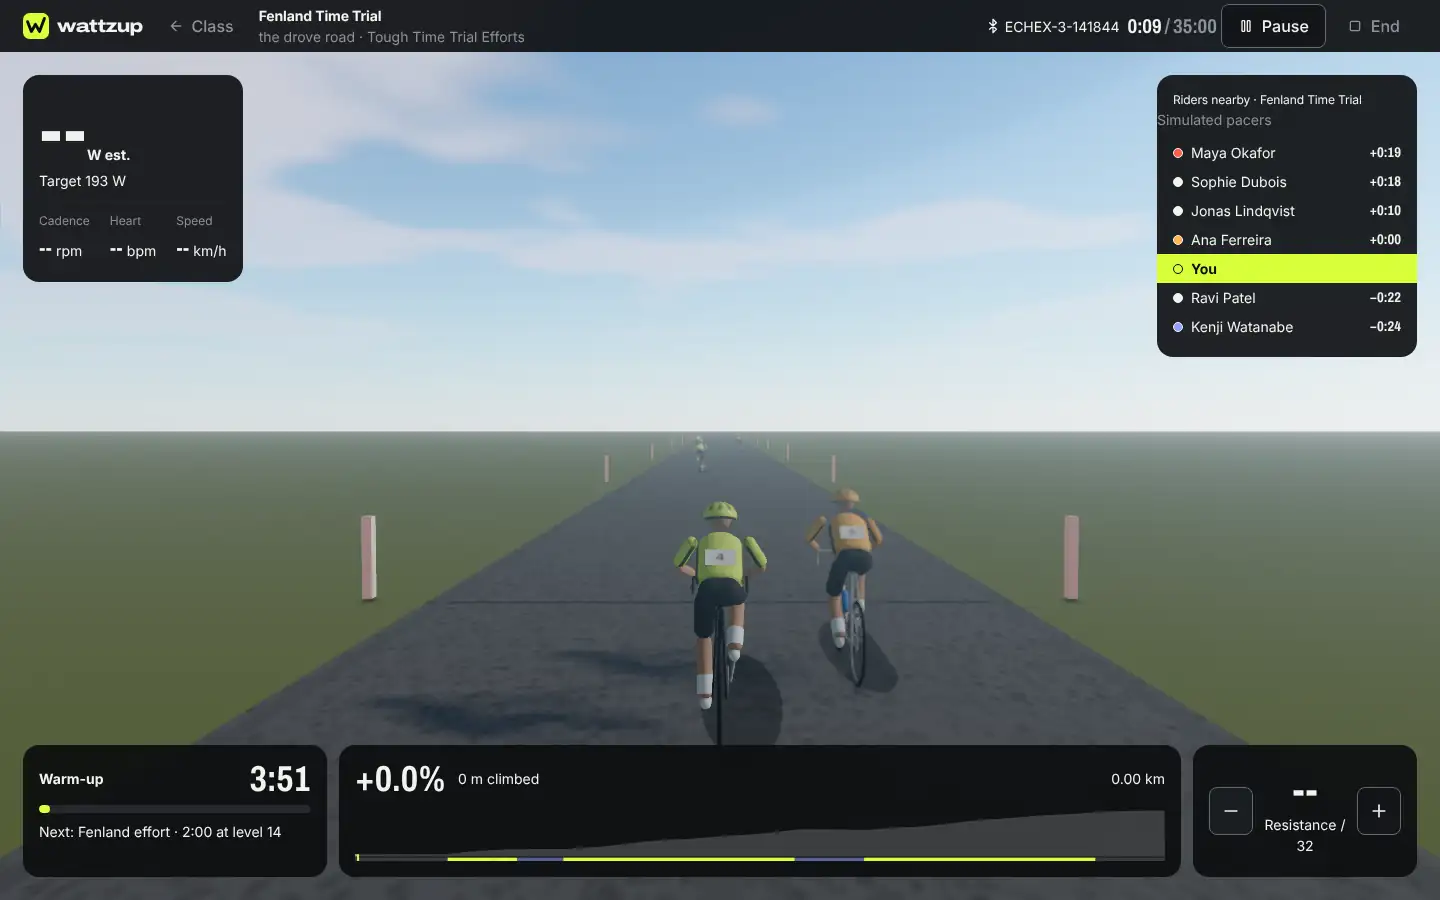 wattzup
← Class
Fenland Time Trial
the drove road · Tough Time Trial Efforts
ECHEX-3-141844 0:09 / 35:00
Pause
End
-- W est.
Target 193 W
Cadence Heart Speed
-- rpm -- bpm -- km/h
Riders nearby · Fenland Time Trial
Simulated pacers
Maya Okafor +0:19
Sophie Dubois +0:18
Jonas Lindqvist +0:10
Ana Ferreira +0:00
You
Ravi Patel −0:22
Kenji Watanabe −0:24
4
Warm-up 3:51
Next: Fenland effort · 2:00 at level 14
+0.0% 0 m climbed 0.00 km
− -- +
Resistance /
32